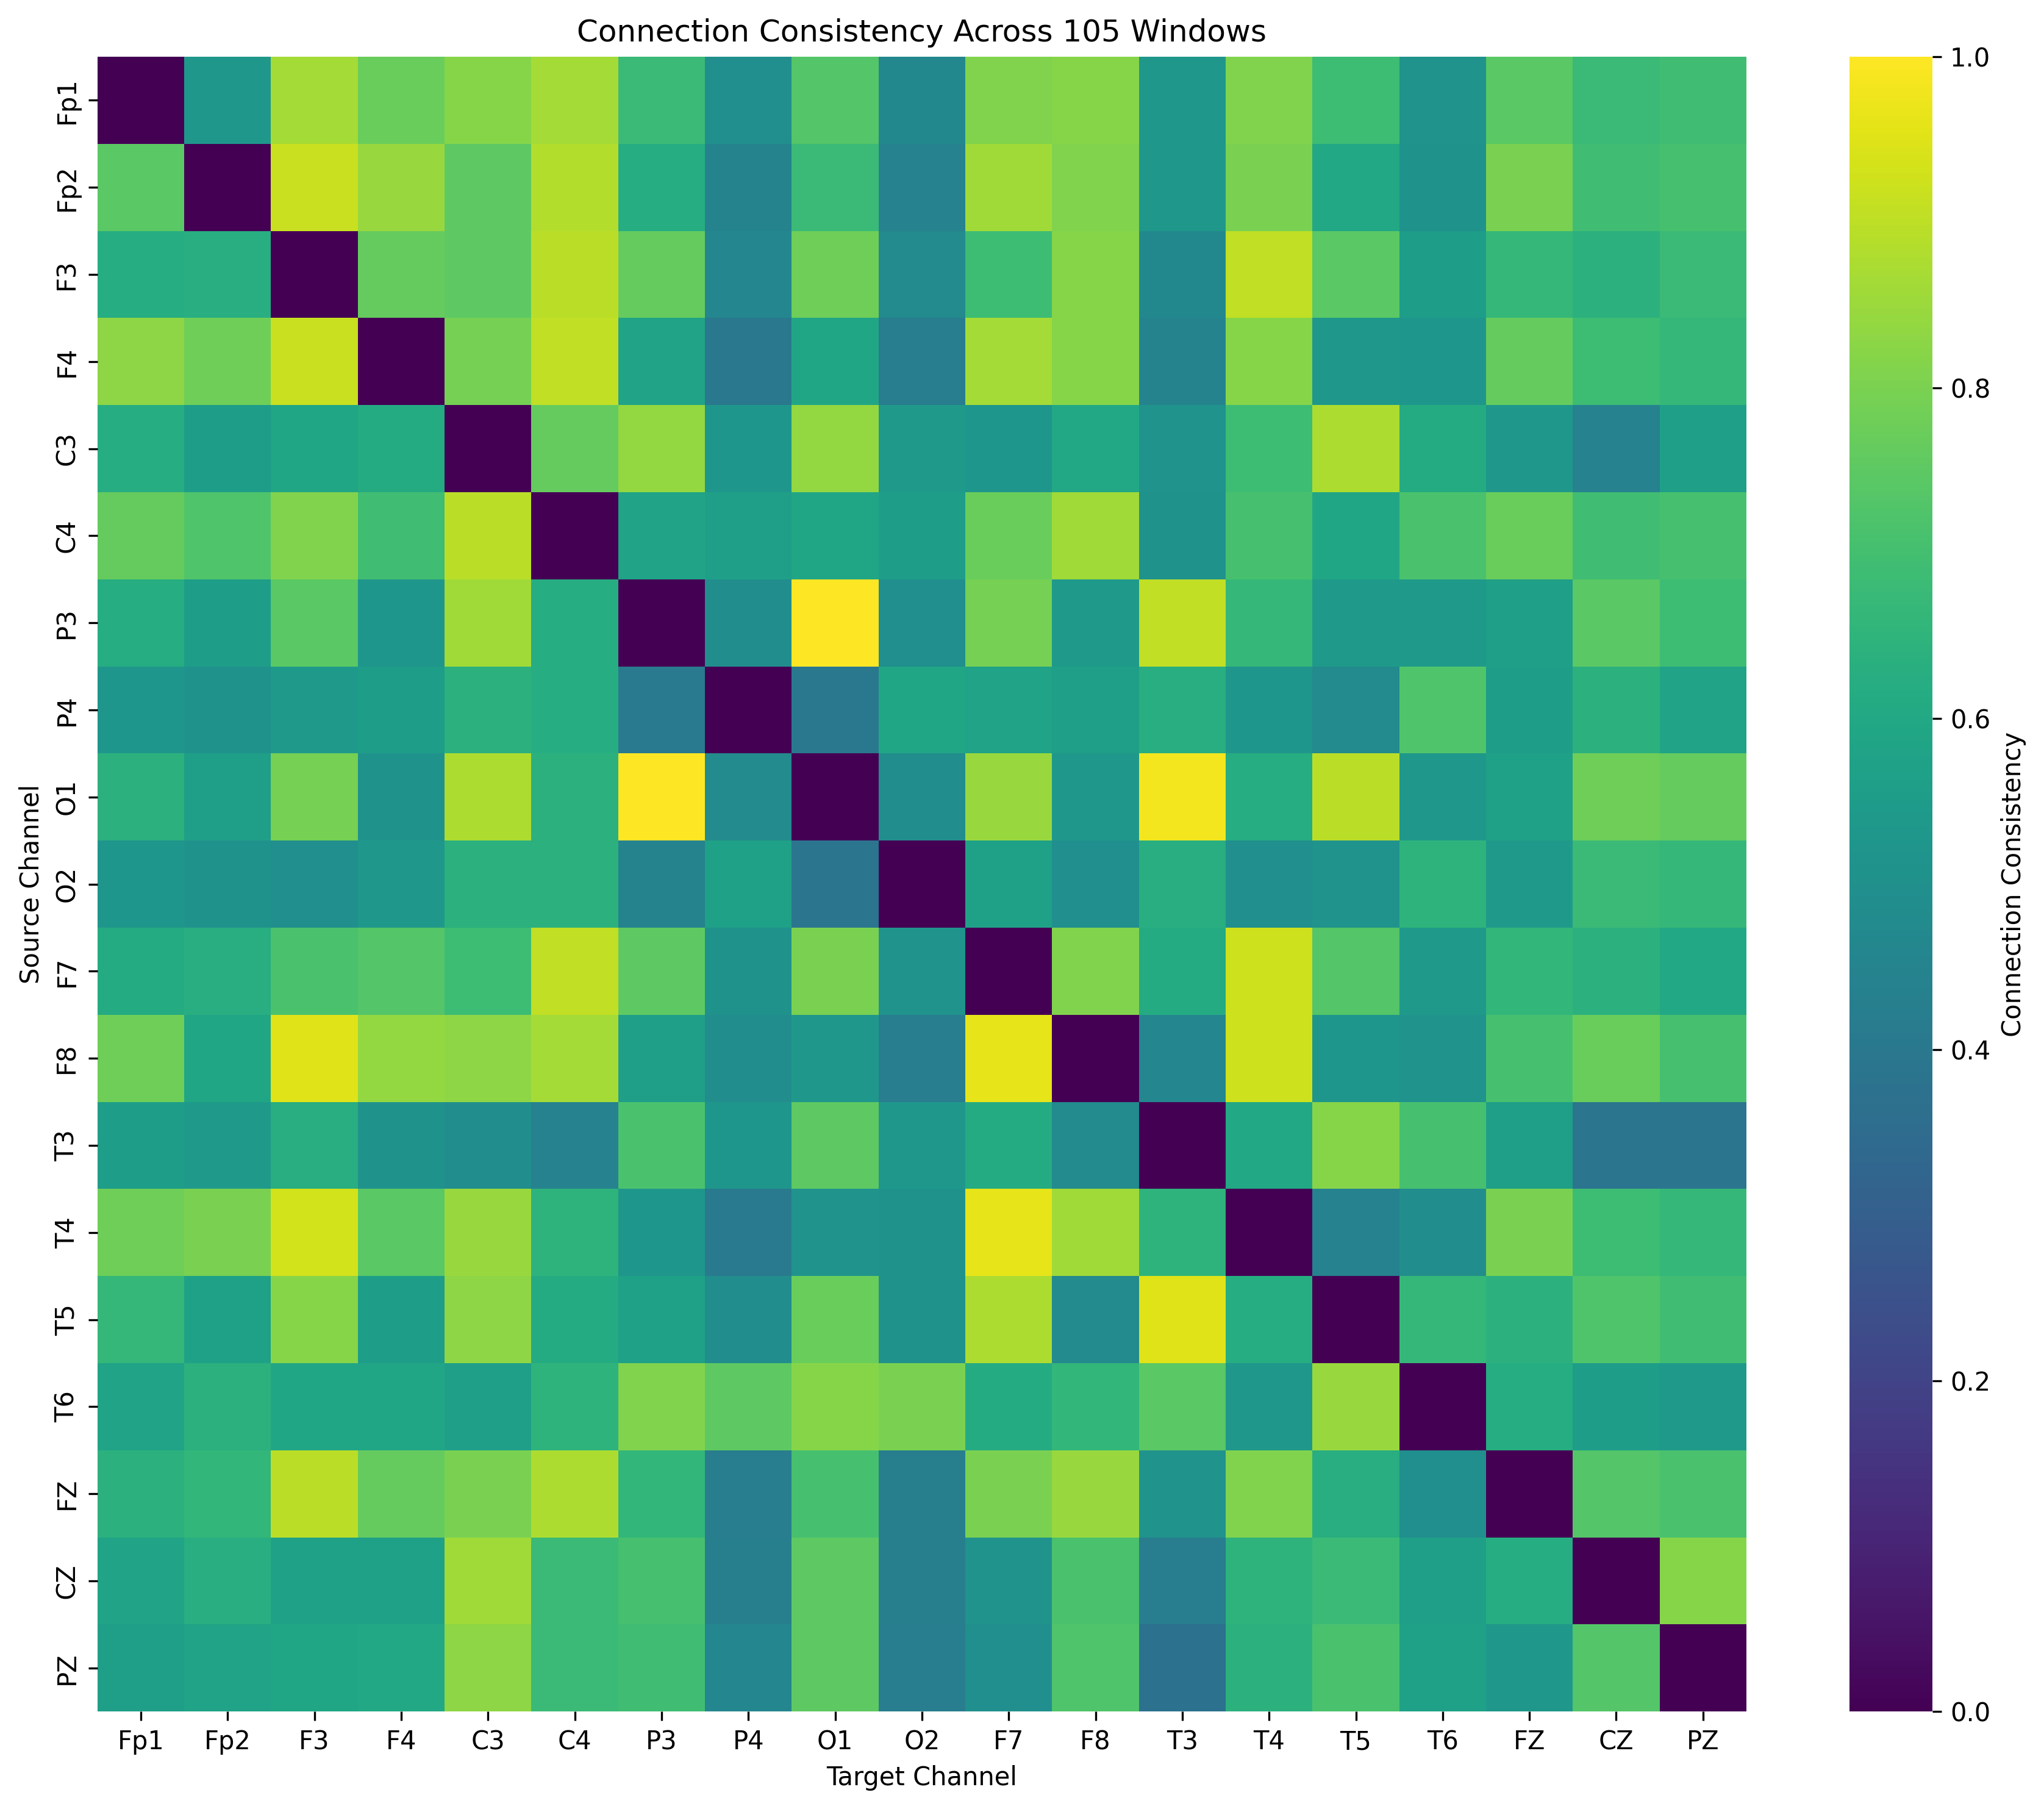 Connection Consistency Across 105 Windows
Source Channel
Fp1
Fp2
F3
F4
C3
C4
P3
P4
O1
O2
F7
F8
T3
T4
T5
T6
FZ
CZ
PZ
Fp1 Fp2 F3 F4 C3 C4 P3 P4 O1 O2 F7 F8 T3 T4 T5 T6 FZ CZ PZ
Target Channel
1.0
0.8
0.6
0.4
0.2
0.0
Connection Consistency